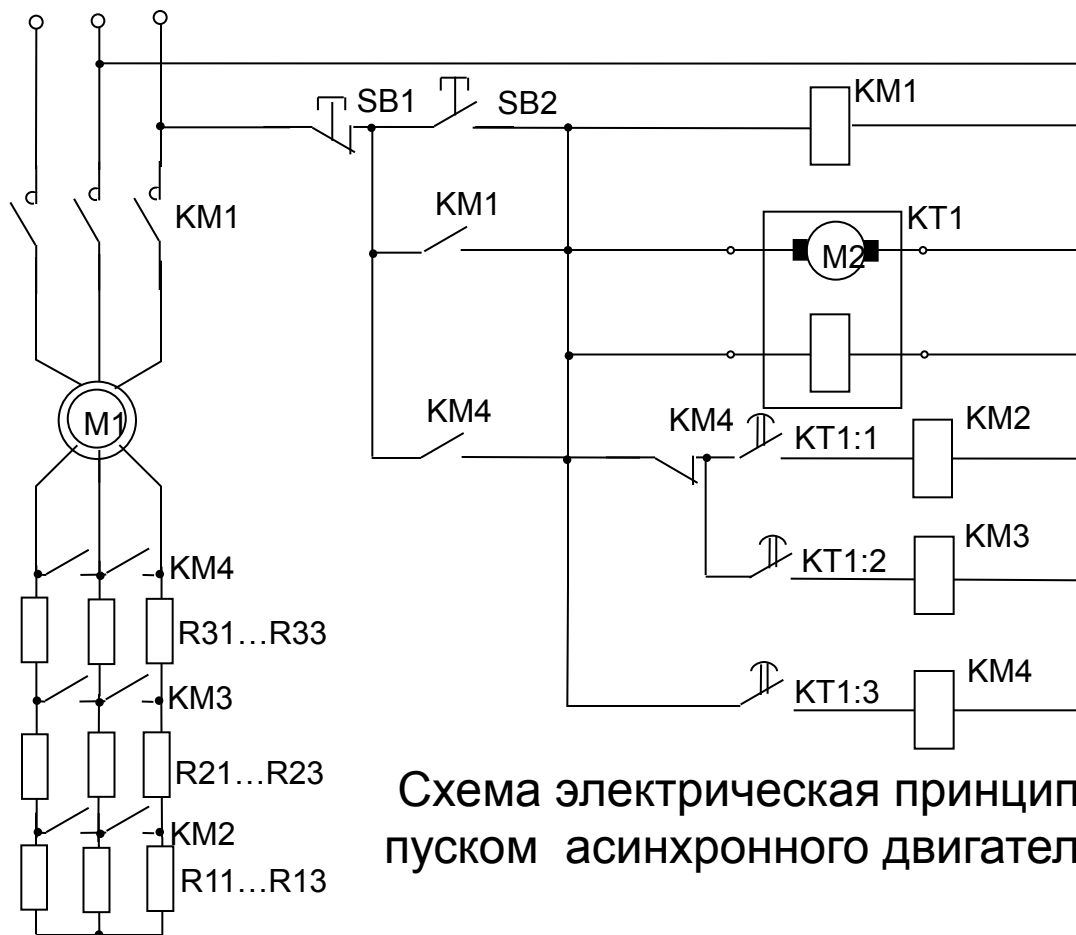 SB1
SB2
KM1
KM1
KM1
KT1
M2
M1
KM4
KM4
KT1:1
KM2
KM4
KT1:2
KM3
R31...R33
KM3
KT1:3
KM4
R21...R23
KM2
R11...R13
Схема электрическая принцип
пуском асинхронного двигател